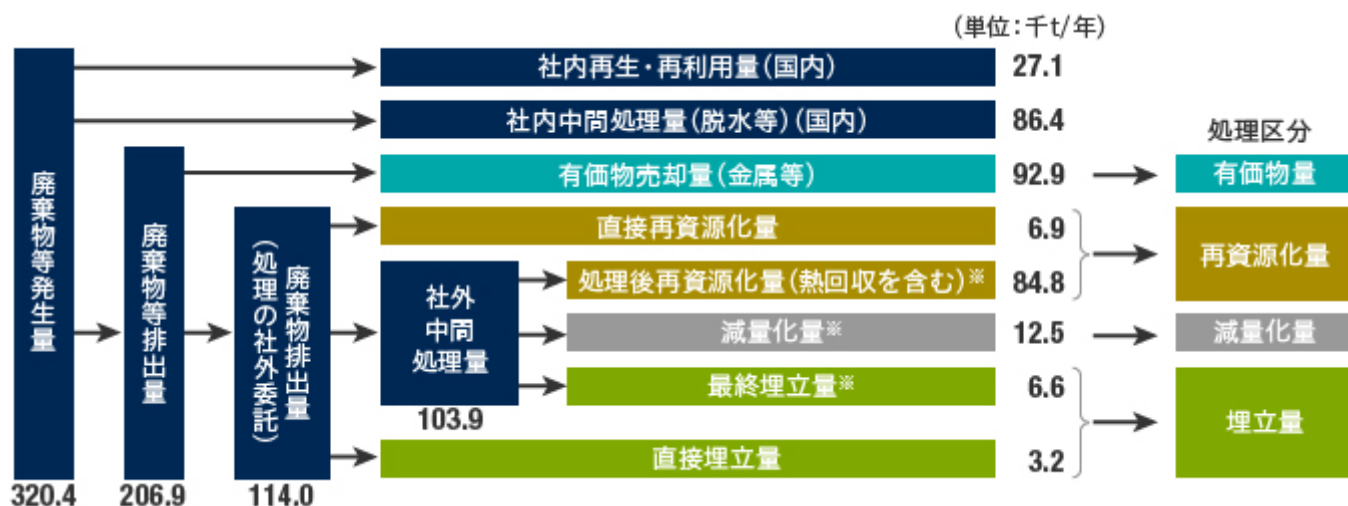 (単位:千t/年)
社内再生・再利用量(国内)
27.1
社内中間処理量(脱水等)(国内)
86.4
処理区分
有価物売却量(金属等)
92.9
有価物量
直接再資源化量
6.9
処理後再資源化量(熱回収を含む)※
84.8
再資源化量
減量化量※
12.5
減量化量
最終埋立量※
6.6
直接埋立量
3.2
埋立量
廃棄物等発生量
320.4
廃棄物等排出量
206.9
廃棄物排出量
(処理の社外委託)
114.0
社外
中間
処理量
103.9